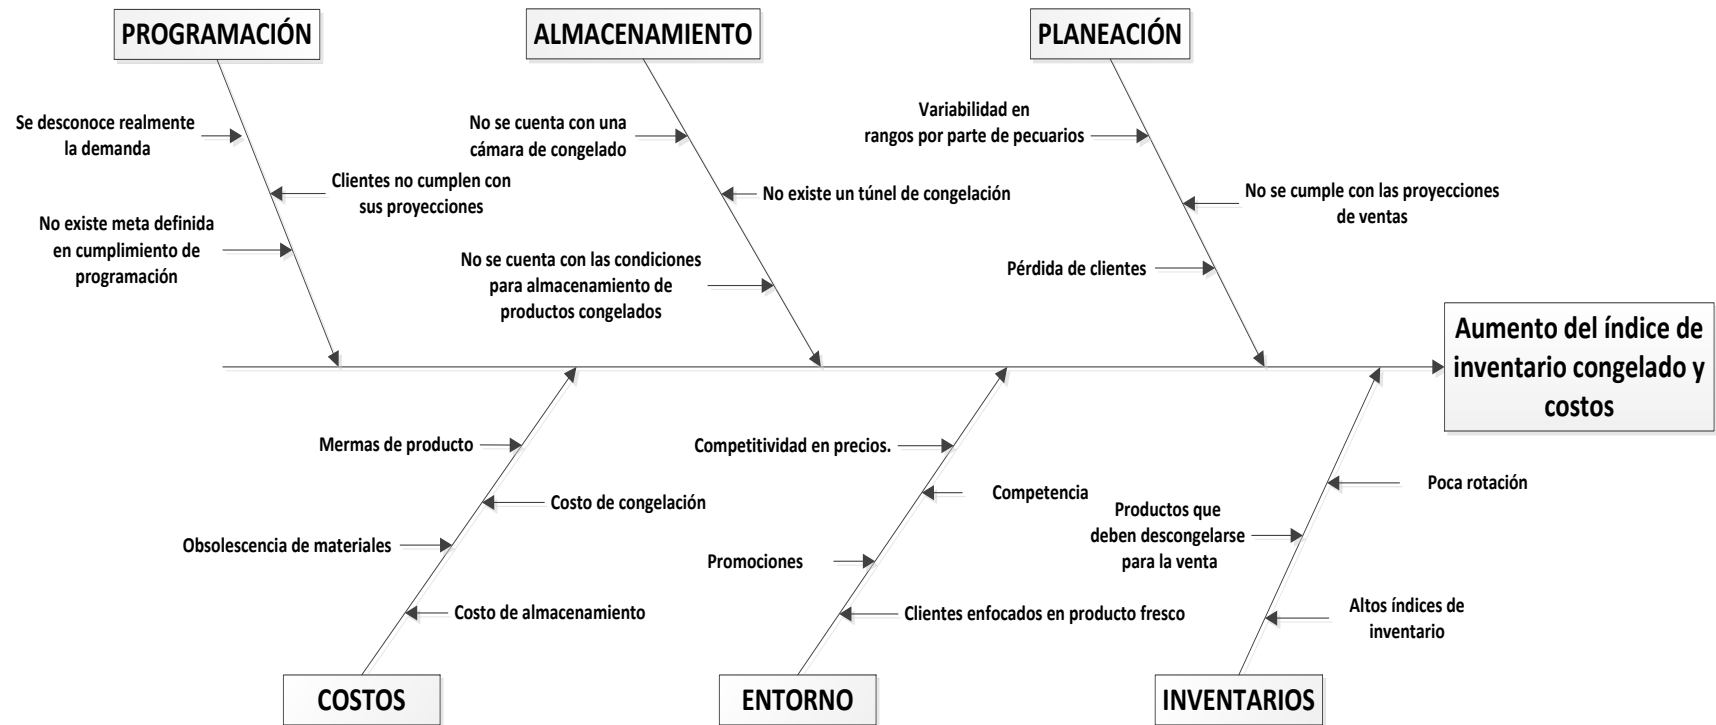 PROGRAMACIÓN
ALMACENAMIENTO
PLANEACIÓN
Se desconoce realmente
la demanda
Clientes no cumplen con
sus proyecciones
No existe meta definida
en cumplimiento de
programación
No se cuenta con una
cámara de congelado
No existe un túnel de congelación
No se cuenta con las condiciones
para almacenamiento de
productos congelados
Variabilidad en
rangos por parte de pecuarios
No se cumple con las proyecciones
de ventas
Pérdida de clientes
Aumento del índice de
inventario congelado y
costos
Mermas de producto
Costo de congelación
Obsolescencia de materiales
Costo de almacenamiento
Competitividad en precios.
Competencia
Promociones
Clientes enfocados en producto fresco
Poca rotación
Productos que
deben descongelarse
para la venta
Altos índices de
inventario
COSTOS
ENTORNO
INVENTARIOS